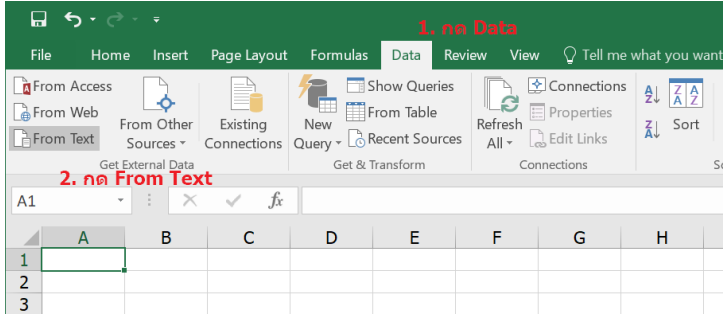 1. กด Data
File Home Insert Page Layout Formulas Data Review View Tell me what you want
From Access
From Web
From Text
From Other
Sources
Existing
Connections
Get External Data
New
Query
Show Queries
From Table
Recent Sources
Get & Transform
Refresh
All
Connections
Properties
Edit Links
Connections
Sort
2. กด From Text
A1 fx
A B C D E F G H
1
2
3